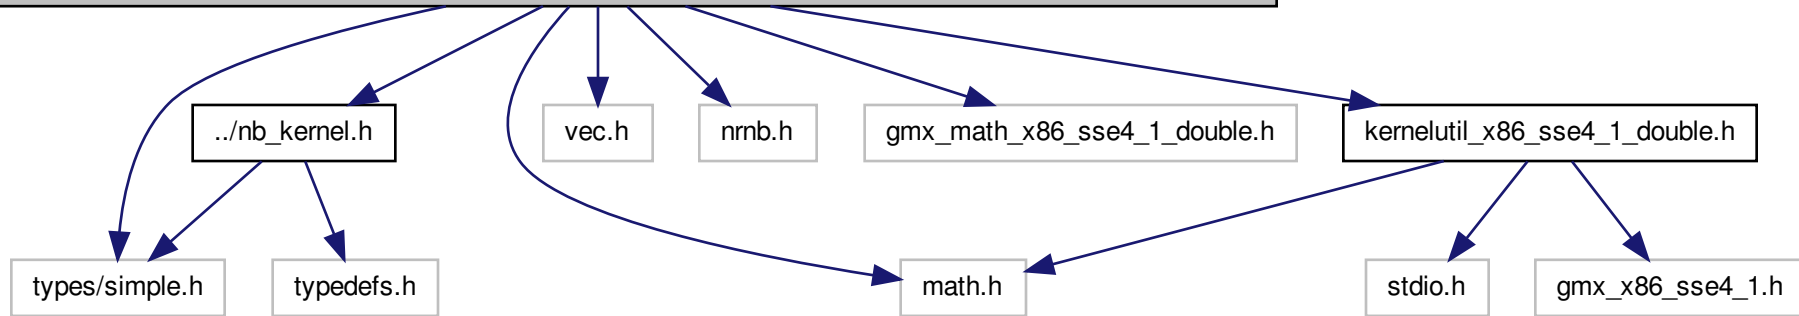 ../nb_kernel.h
vec.h
nrnb.h
gmx_math_x86_sse4_1_double.h
kernelutil_x86_sse4_1_double.h
types/simple.h
typedefs.h
math.h
stdio.h
gmx_x86_sse4_1.h